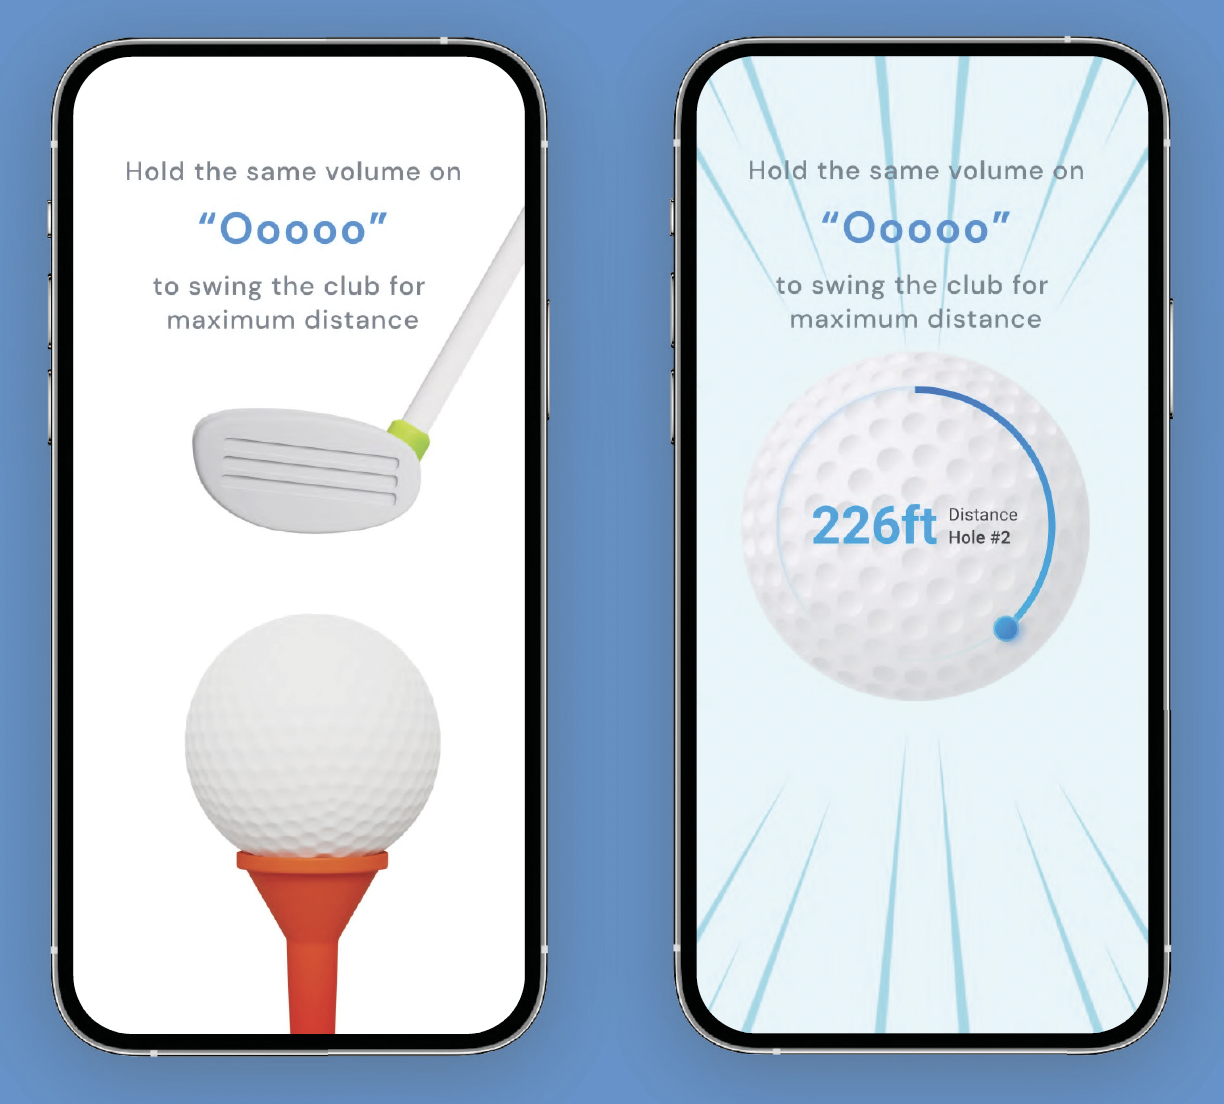 Hold the same volume on
“Ooooo”
to swing the club for
maximum distance
Hold the same volume on
“Ooooo”
to swing the club for
maximum distance
226ft
Distance
Hole #2